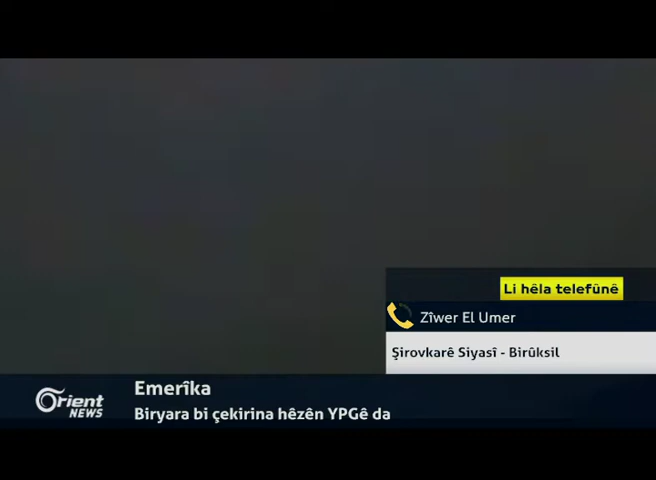 Li hêla telefûnê
Zîwer El Umer
Şirovkarê Siyasî - Birûksil
Emerîka
Orient
NEWS
Biryara bi çekirina hêzên YPGê da